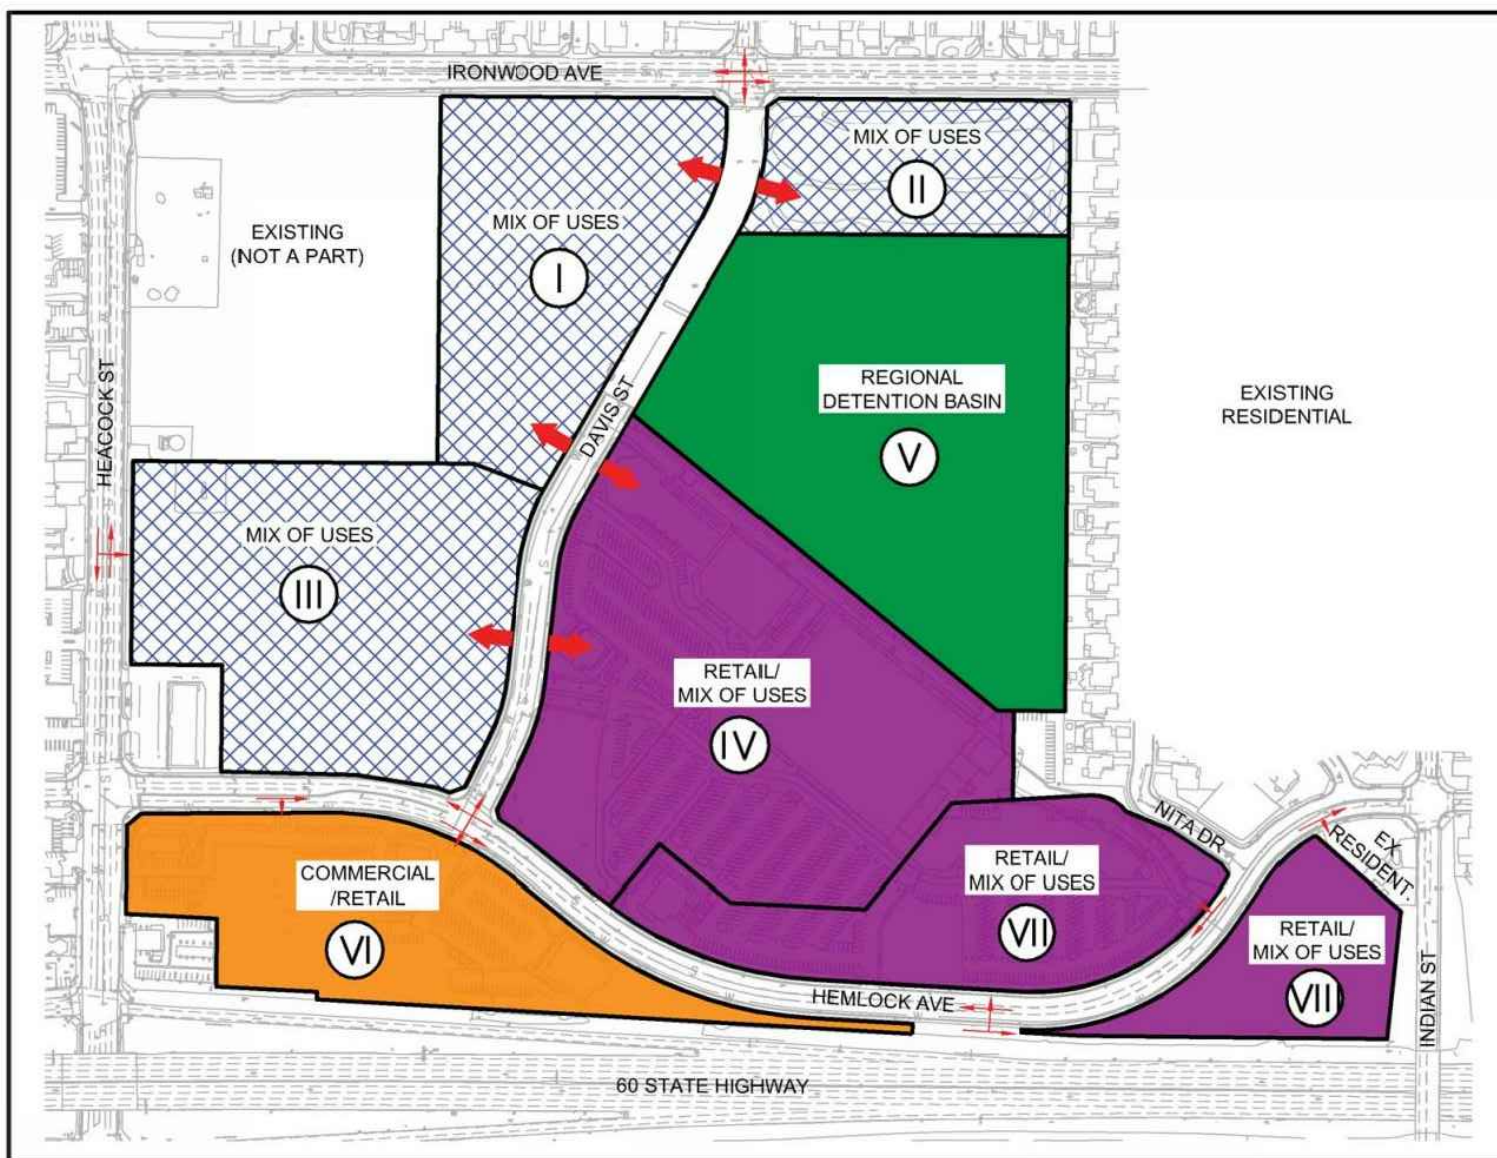 IRONWOOD AVE
MIX OF USES
II
MIX OF USES
I
EXISTING
(NOT A PART)
HEACOCK ST
DAVIS ST
REGIONAL
DETENTION BASIN
V
EXISTING
RESIDENTIAL
MIX OF USES
III
RETAIL/
MIX OF USES
IV
NITA DR
EX
RESIDENT.
COMMERCIAL
/RETAIL
VI
RETAIL/
MIX OF USES
VII
RETAIL/
MIX OF USES
VII
HEMLOCK AVE
INDIAN ST
60 STATE HIGHWAY